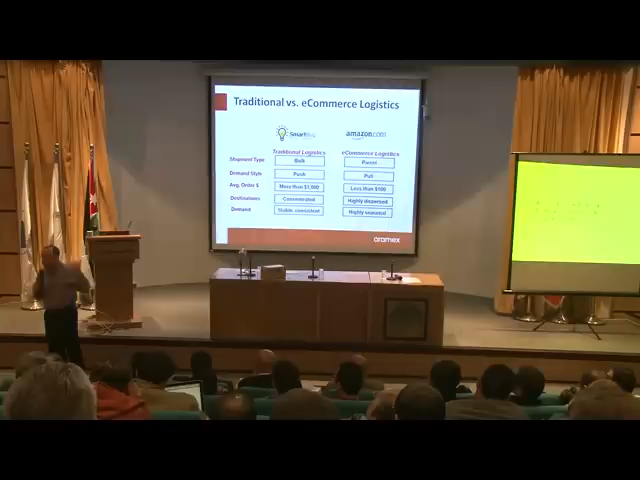 Traditional vs. eCommerce Logistics
amazon.com
Traditional Logistics eCommerce Logistics
Shipment Type Bulk Parcel
Demand Style Push Pull
Avg. Order $ More than $1,000 Less than $100
Destinations Concentrated Highly dispersed
Demand Stable, consistent Highly seasonal
aramex